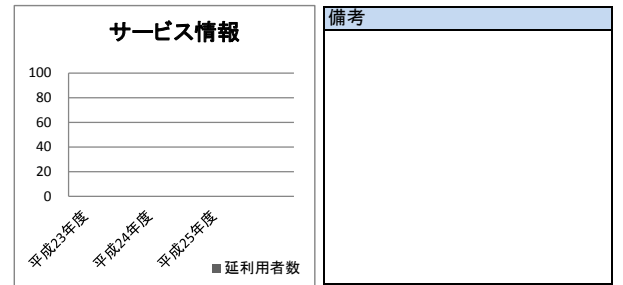 サービス情報
100
80
60
40
20
0
平成23年度
平成24年度
平成25年度
延利用者数
備考